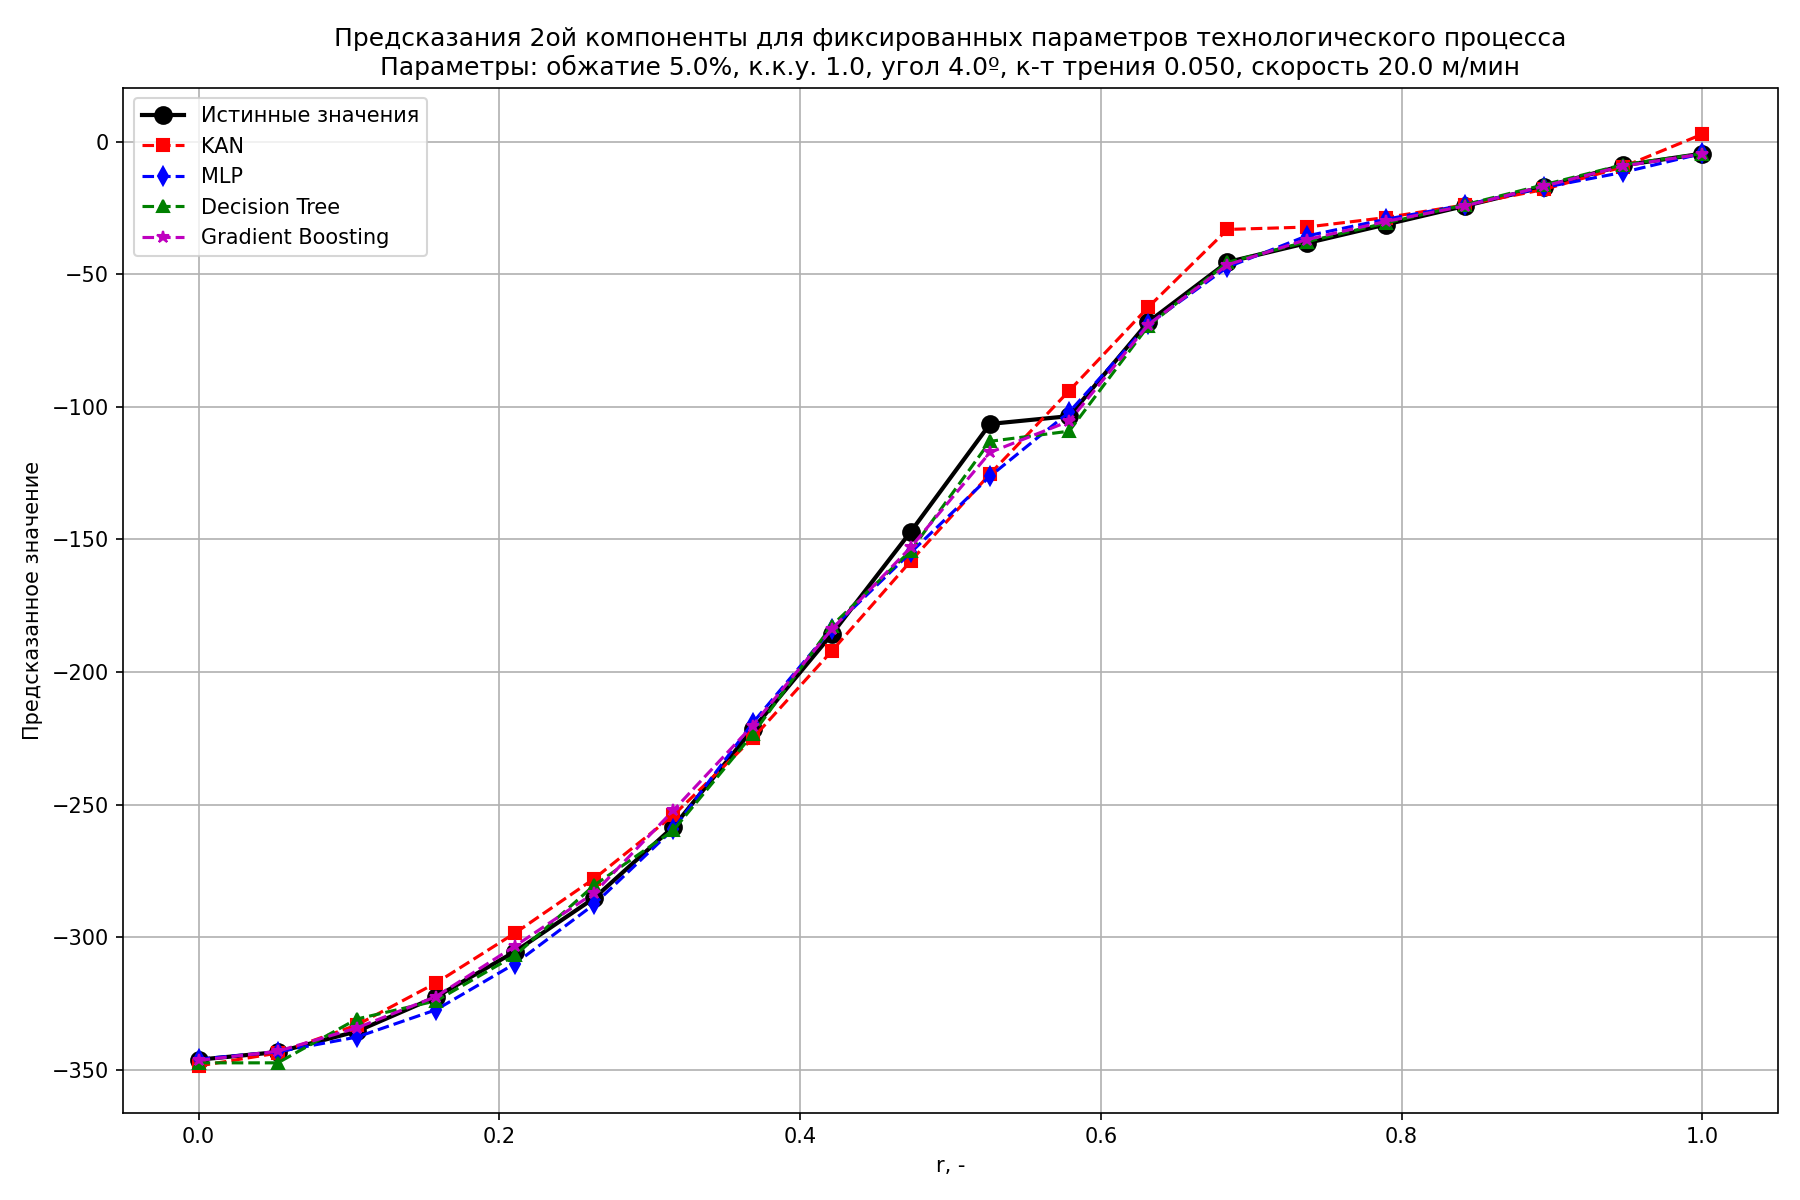 Предсказания 2ой компоненты для фиксированных параметров технологического процесса
Параметры: обжатие 5.0%, к.к.у. 1.0, угол 4.0º, к-т трения 0.050, скорость 20.0 м/мин
Истинные значения
KAN
MLP
Decision Tree
Gradient Boosting
Предсказанное значение
0
−50
−100
−150
−200
−250
−300
−350
0.0
0.2
0.4
0.6
0.8
1.0
r, -